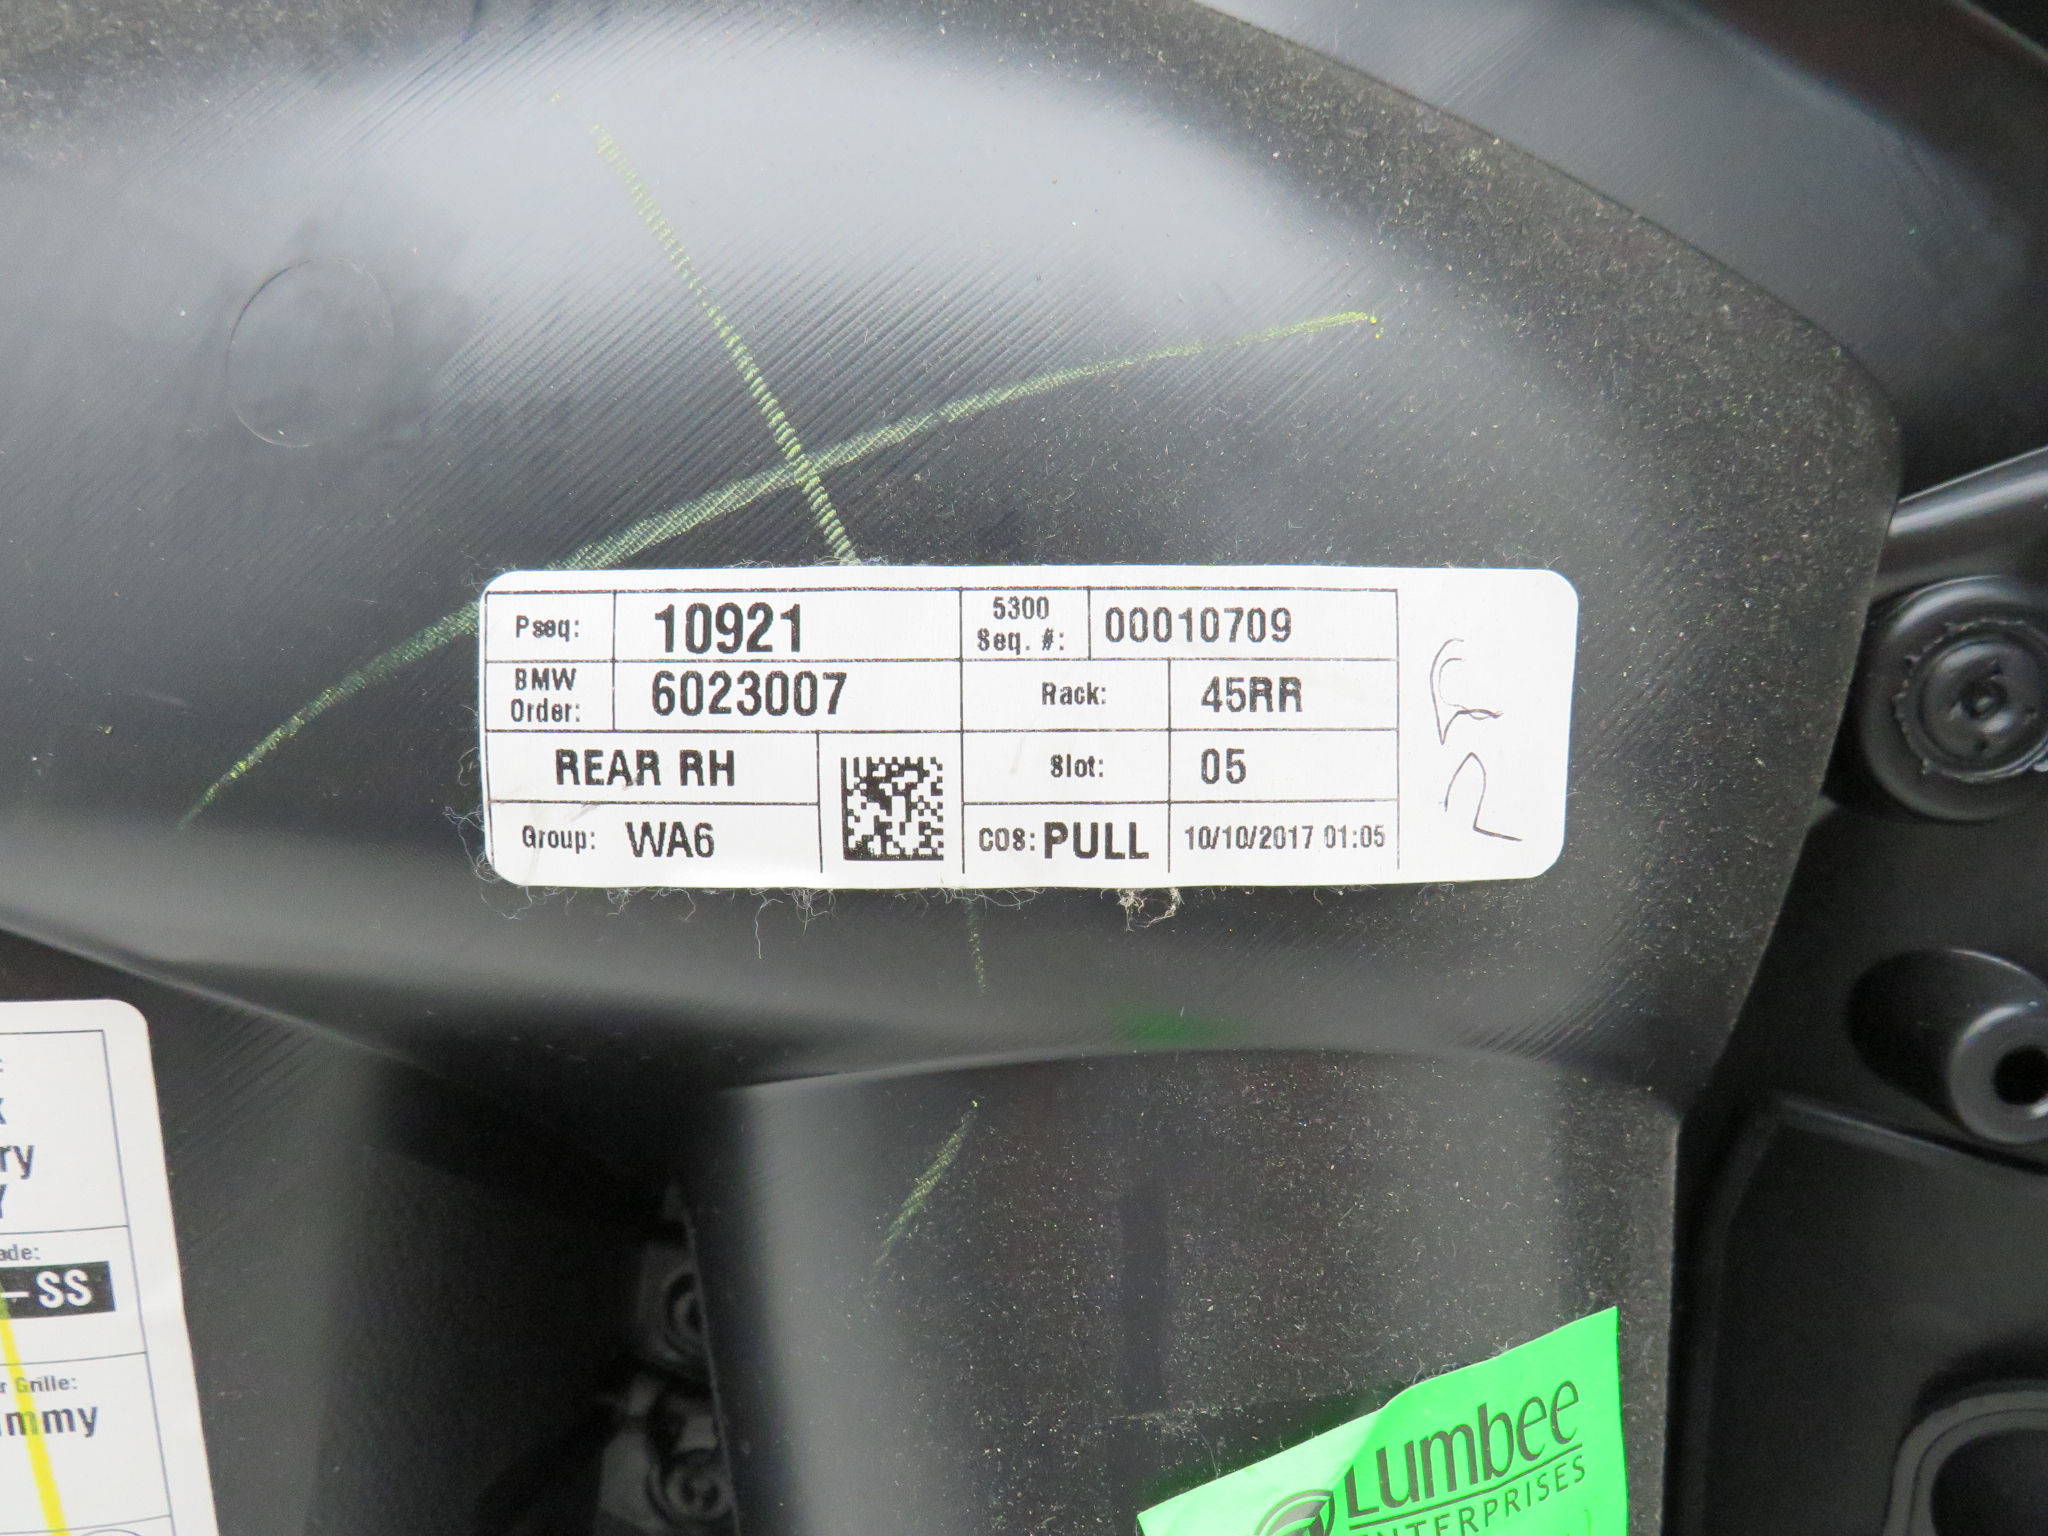 Pseq: 10921 5300 Seq. #: 00010709
BMW Order: 6023007 Rack: 45RR
REAR RH Slot: 05
Group: WA6 COS: PULL 10/10/2017 01:05
ry
ade:
- SS
r Grille:
mmy
Lumbee
ENTERPRISES